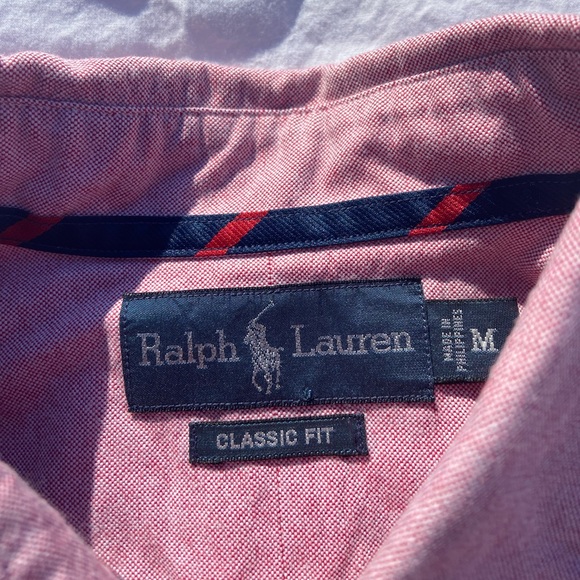 Ralph Lauren
MADE IN
PHILIPPINES
M
CLASSIC FIT